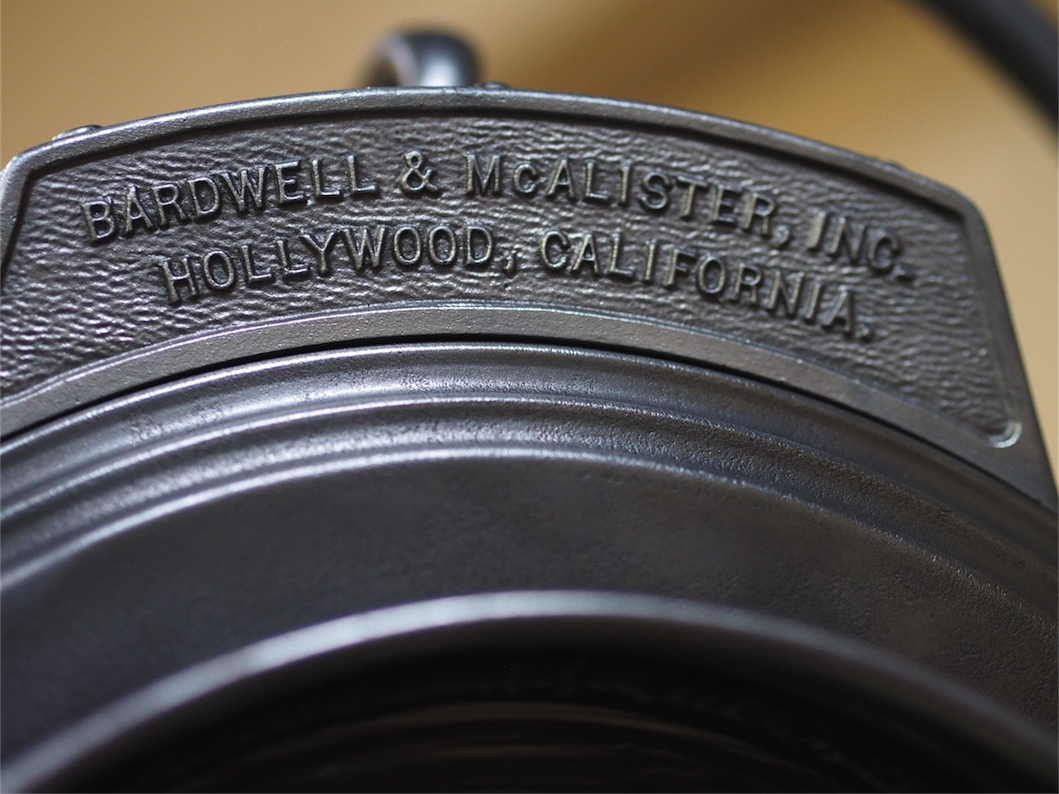 BARDWELL & McALISTER, INC.
HOLLYWOOD, CALIFORNIA.